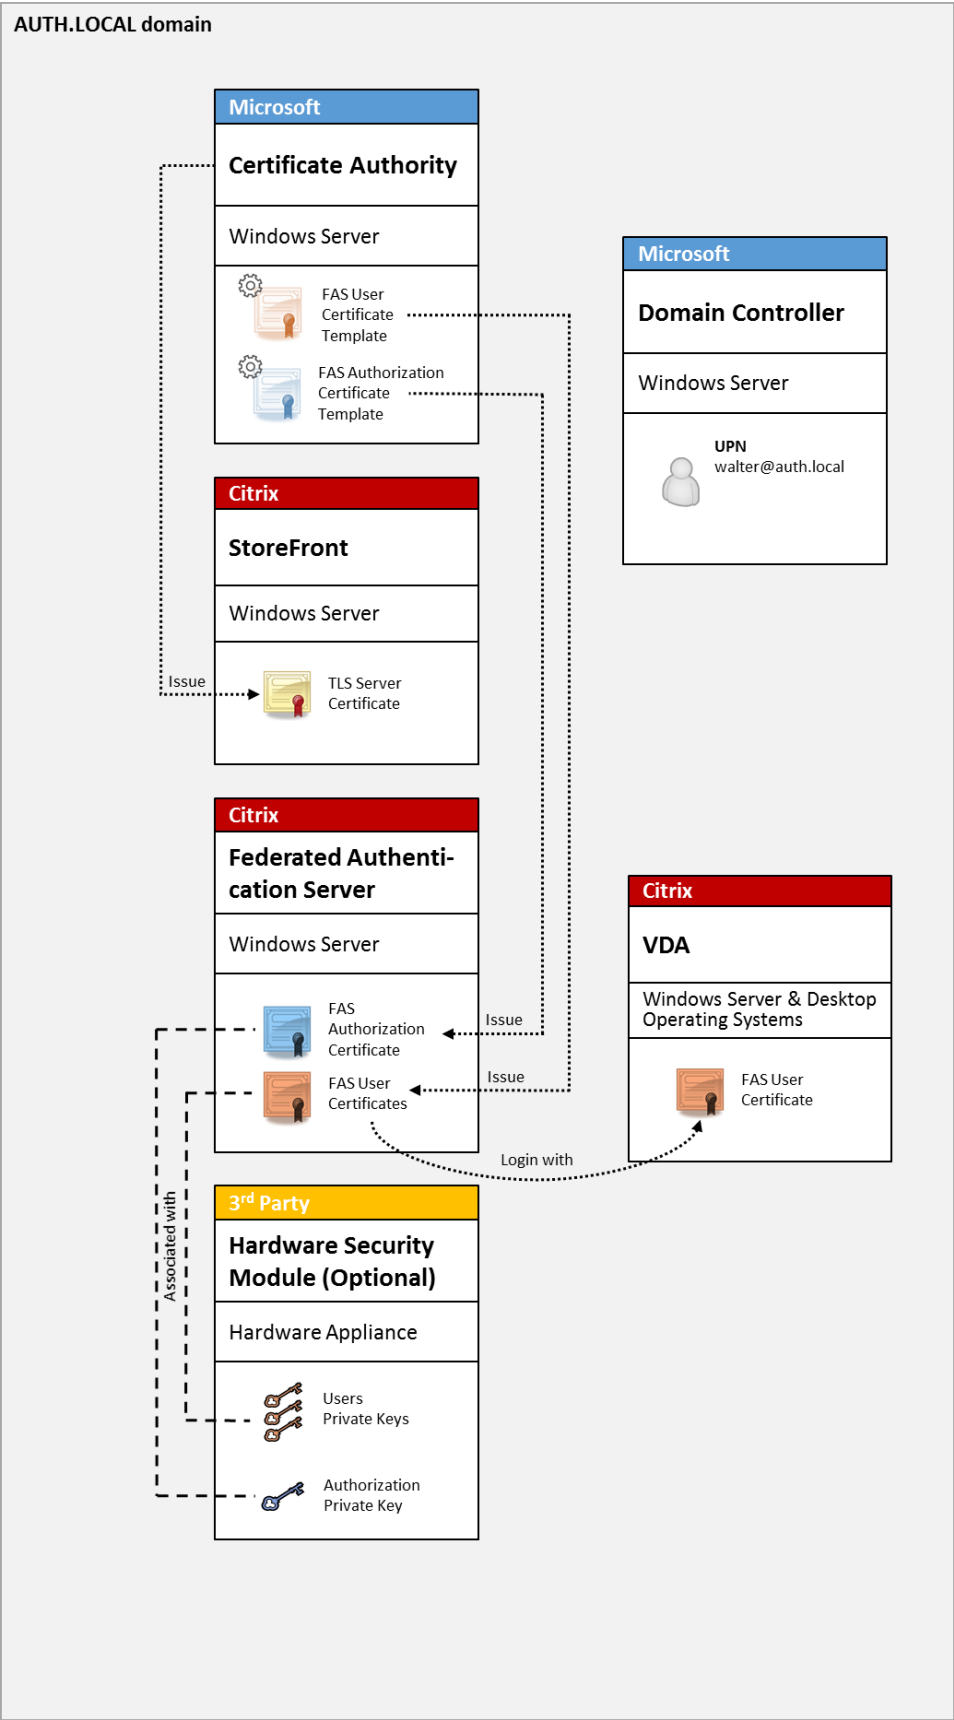 AUTH.LOCAL domain
Microsoft
Certificate Authority
Windows Server
FAS User
Certificate
Template
FAS Authorization
Certificate
Template
Microsoft
Domain Controller
Windows Server
UPN
walter@auth.local
Citrix
StoreFront
Windows Server
Issue
TLS Server
Certificate
Citrix
Federated Authenti-
cation Server
Windows Server
FAS
Authorization
Certificate
Issue
FAS User
Certificates
Issue
Citrix
VDA
Windows Server & Desktop
Operating Systems
FAS User
Certificate
Login with
Associated with
3rd Party
Hardware Security
Module (Optional)
Hardware Appliance
Users
Private Keys
Authorization
Private Key